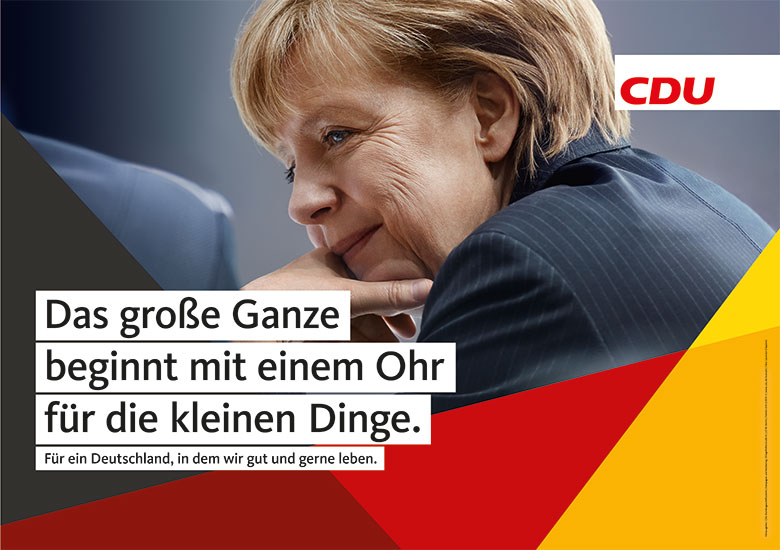 CDU
Das große Ganze
beginnt mit einem Ohr
für die kleinen Dinge.
Für ein Deutschland, in dem wir gut und gerne leben.